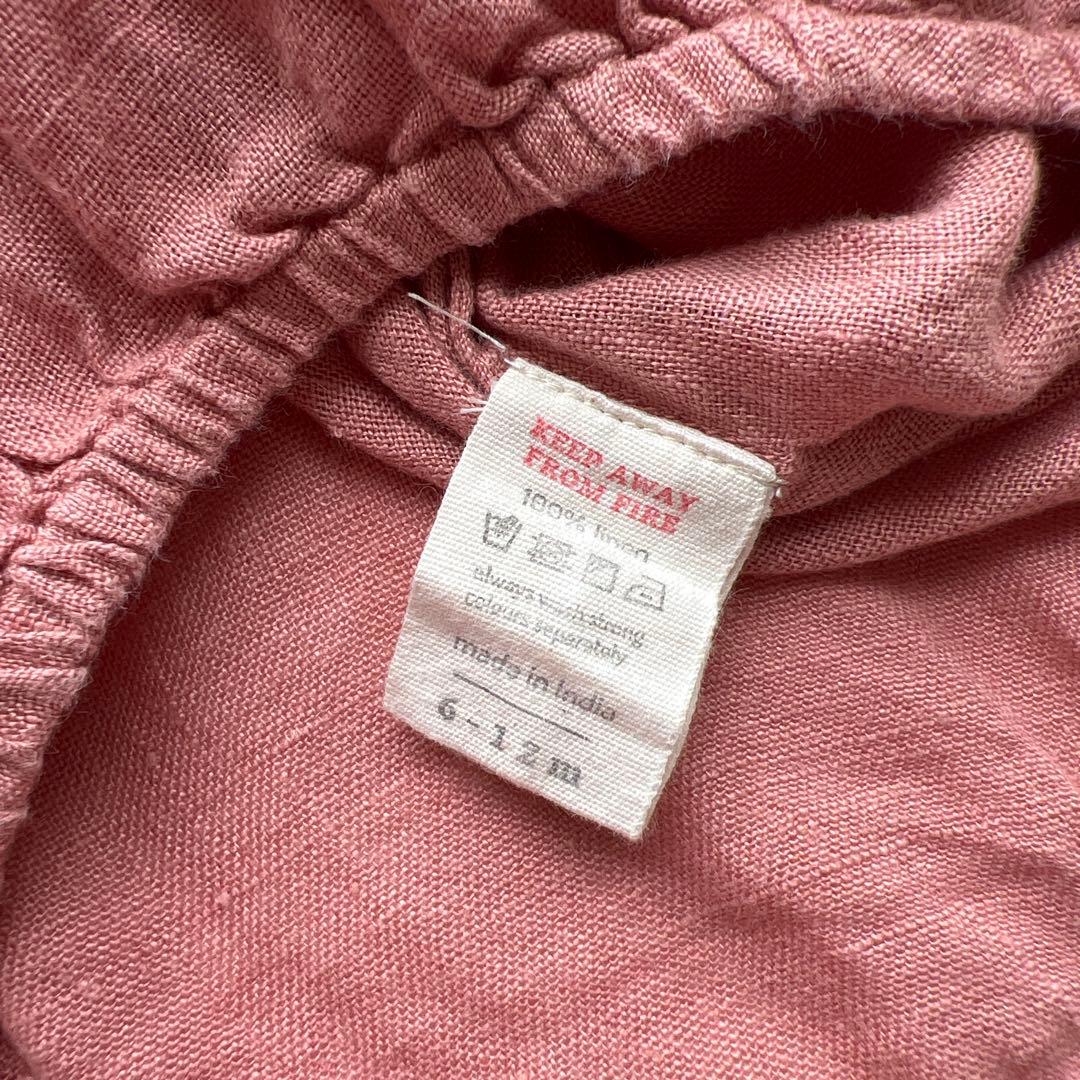 KEEP AWAY
FROM FIRE
100% linen
always wash strong
colours separately
made in India
6-12 m